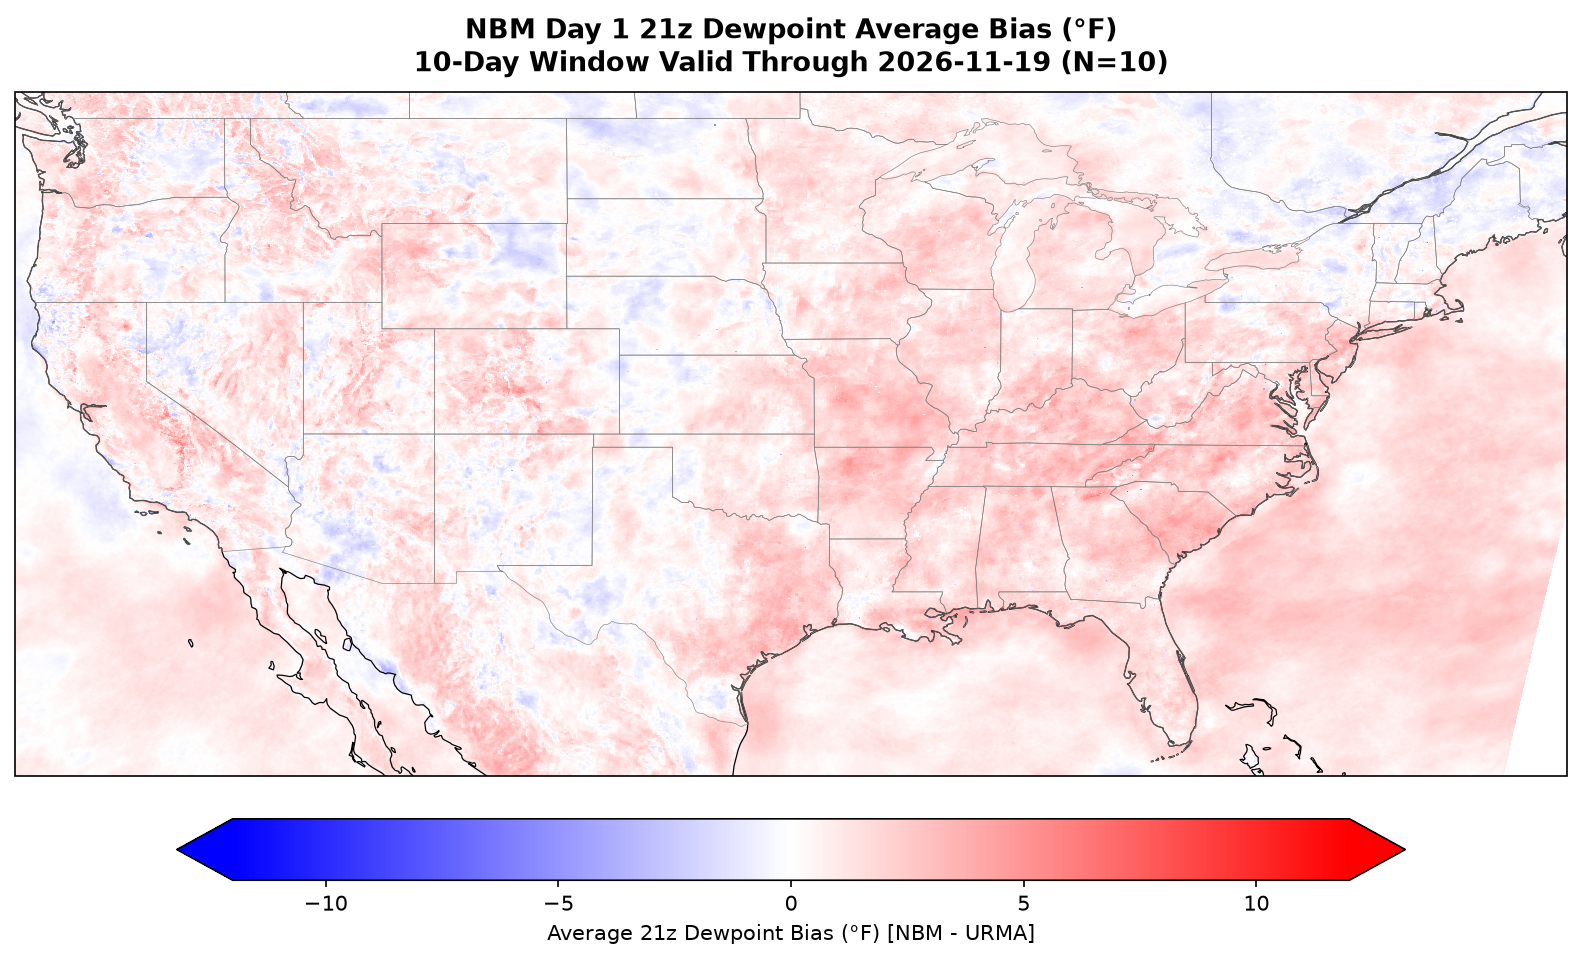 NBM Day 1 21z Dewpoint Average Bias (°F)
10-Day Window Valid Through 2026-11-19 (N=10)
−10 −5 0 5 10
Average 21z Dewpoint Bias (°F) [NBM - URMA]